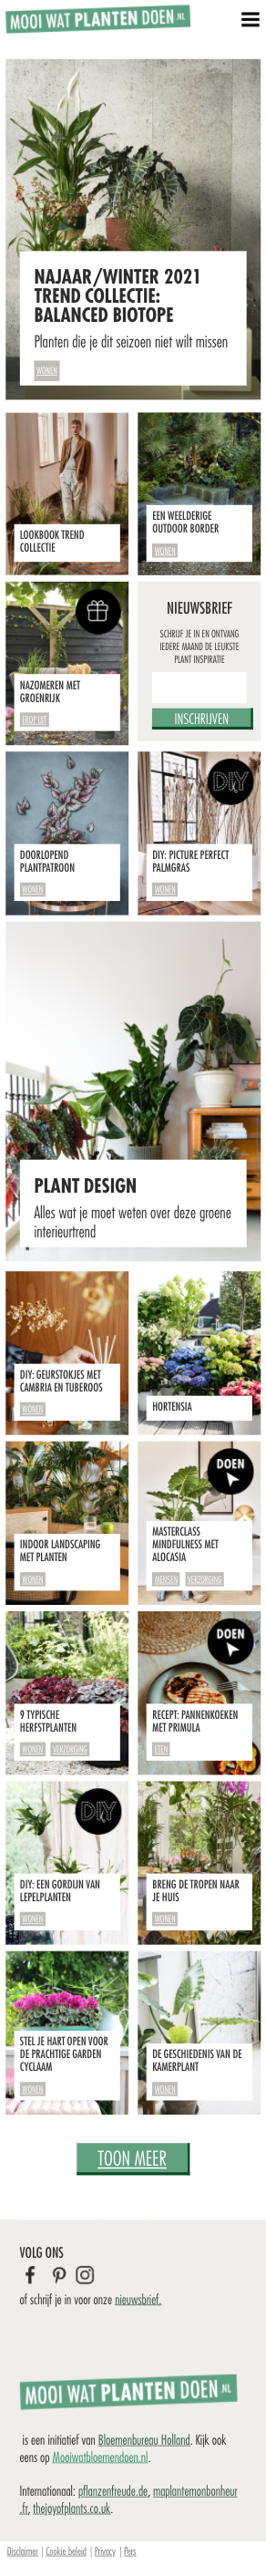 MOOI WAT PLANTEN DOEN.NL
NAJAAR/WINTER 2021
TREND COLLECTIE:
BALANCED BIOTOPE
Planten die je dit seizoen niet wilt missen
WONEN
LOOKBOOK TREND
COLLECTIE
EEN WEELDERIGE
OUTDOOR BORDER
WONEN
NAZOMEREN MET
GROENRIJK
EROP UIT
NIEUWSBRIEF
SCHRIJF JE IN EN ONTVANG
IEDERE MAAND DE LEUKSTE
PLANT INSPIRATIE
INSCHRIJVEN
DOORLOPEND
PLANTPATROON
WONEN
DIY
DIY: PICTURE PERFECT
PALMGRAS
WONEN
PLANT DESIGN
Alles wat je moet weten over deze groene
interieurtrend
DIY: GEURSTOKJES MET
CAMBRIA EN TUBEROOS
WONEN
HORTENSIA
INDOOR LANDSCAPING
MET PLANTEN
WONEN
DOEN
MASTERCLASS
MINDFULNESS MET
ALOCASIA
MENSEN VERZORGING
9 TYPISCHE
HERFSTPLANTEN
WONEN VERZORGING
DOEN
RECEPT: PANNENKOEKEN
MET PRIMULA
ETEN
DIY
DIY: EEN GORDIJN VAN
LEPELPLANTEN
WONEN
BRENG DE TROPEN NAAR
JE HUIS
WONEN
STEL JE HART OPEN VOOR
DE PRACHTIGE GARDEN
CYCLAAM
WONEN
DE GESCHIEDENIS VAN DE
KAMERPLANT
WONEN
TOON MEER
VOLG ONS
of schrijf je in voor onze nieuwsbrief.
MOOI WAT PLANTEN DOEN.NL
is een initiatief van Bloemenbureau Holland. Kijk ook
eens op Mooiwatbloemendoen.nl.
Internationaal: pflanzenfreude.de, maplantemonbonheur
.fr, thejoyofplants.co.uk.
Disclaimer | Cookie beleid | Privacy | Pers